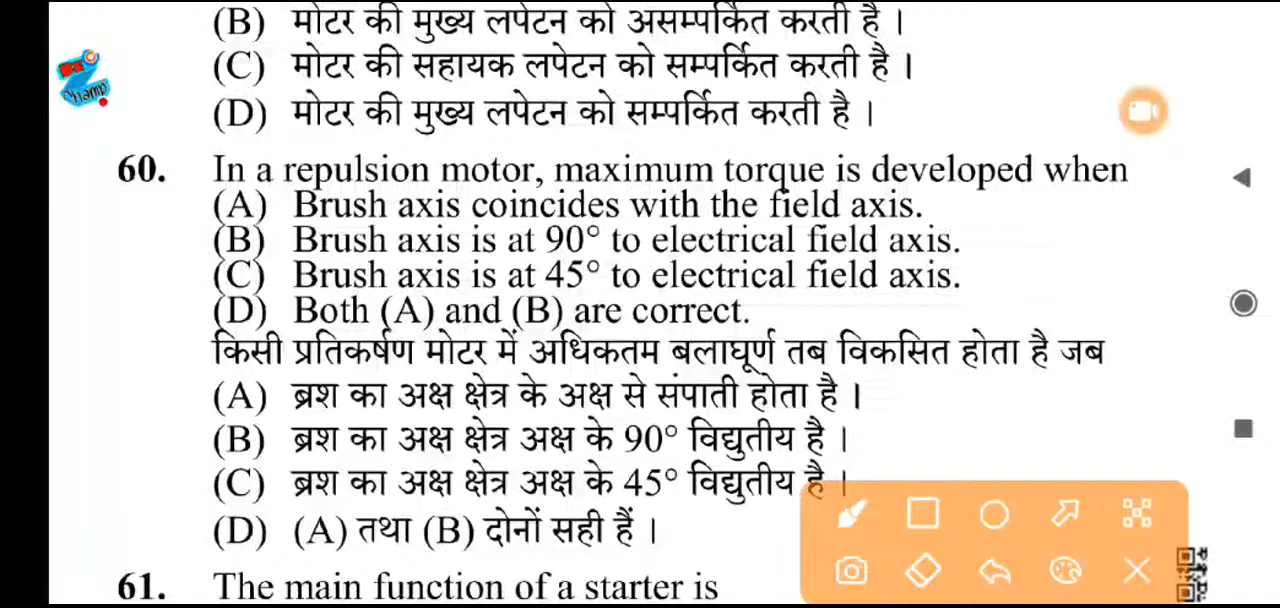 (B) मोटर की मुख्य लपेटन को असम्पर्कित करती है ।
(C) मोटर की सहायक लपेटन को सम्पर्कित करती है ।
(D) मोटर की मुख्य लपेटन को सम्पर्कित करती है ।
60. In a repulsion motor, maximum torque is developed when
(A) Brush axis coincides with the field axis.
(B) Brush axis is at 90° to electrical field axis.
(C) Brush axis is at 45° to electrical field axis.
(D) Both (A) and (B) are correct.
किसी प्रतिकर्षण मोटर में अधिकतम बलाघूर्ण तब विकसित होता है जब
(A) ब्रश का अक्ष क्षेत्र के अक्ष से संपाती होता है ।
(B) ब्रश का अक्ष क्षेत्र अक्ष के 90° विद्युतीय है ।
(C) ब्रश का अक्ष क्षेत्र अक्ष के 45° विद्युतीय है ।
(D) (A) तथा (B) दोनों सही हैं ।
61. The main function of a starter is